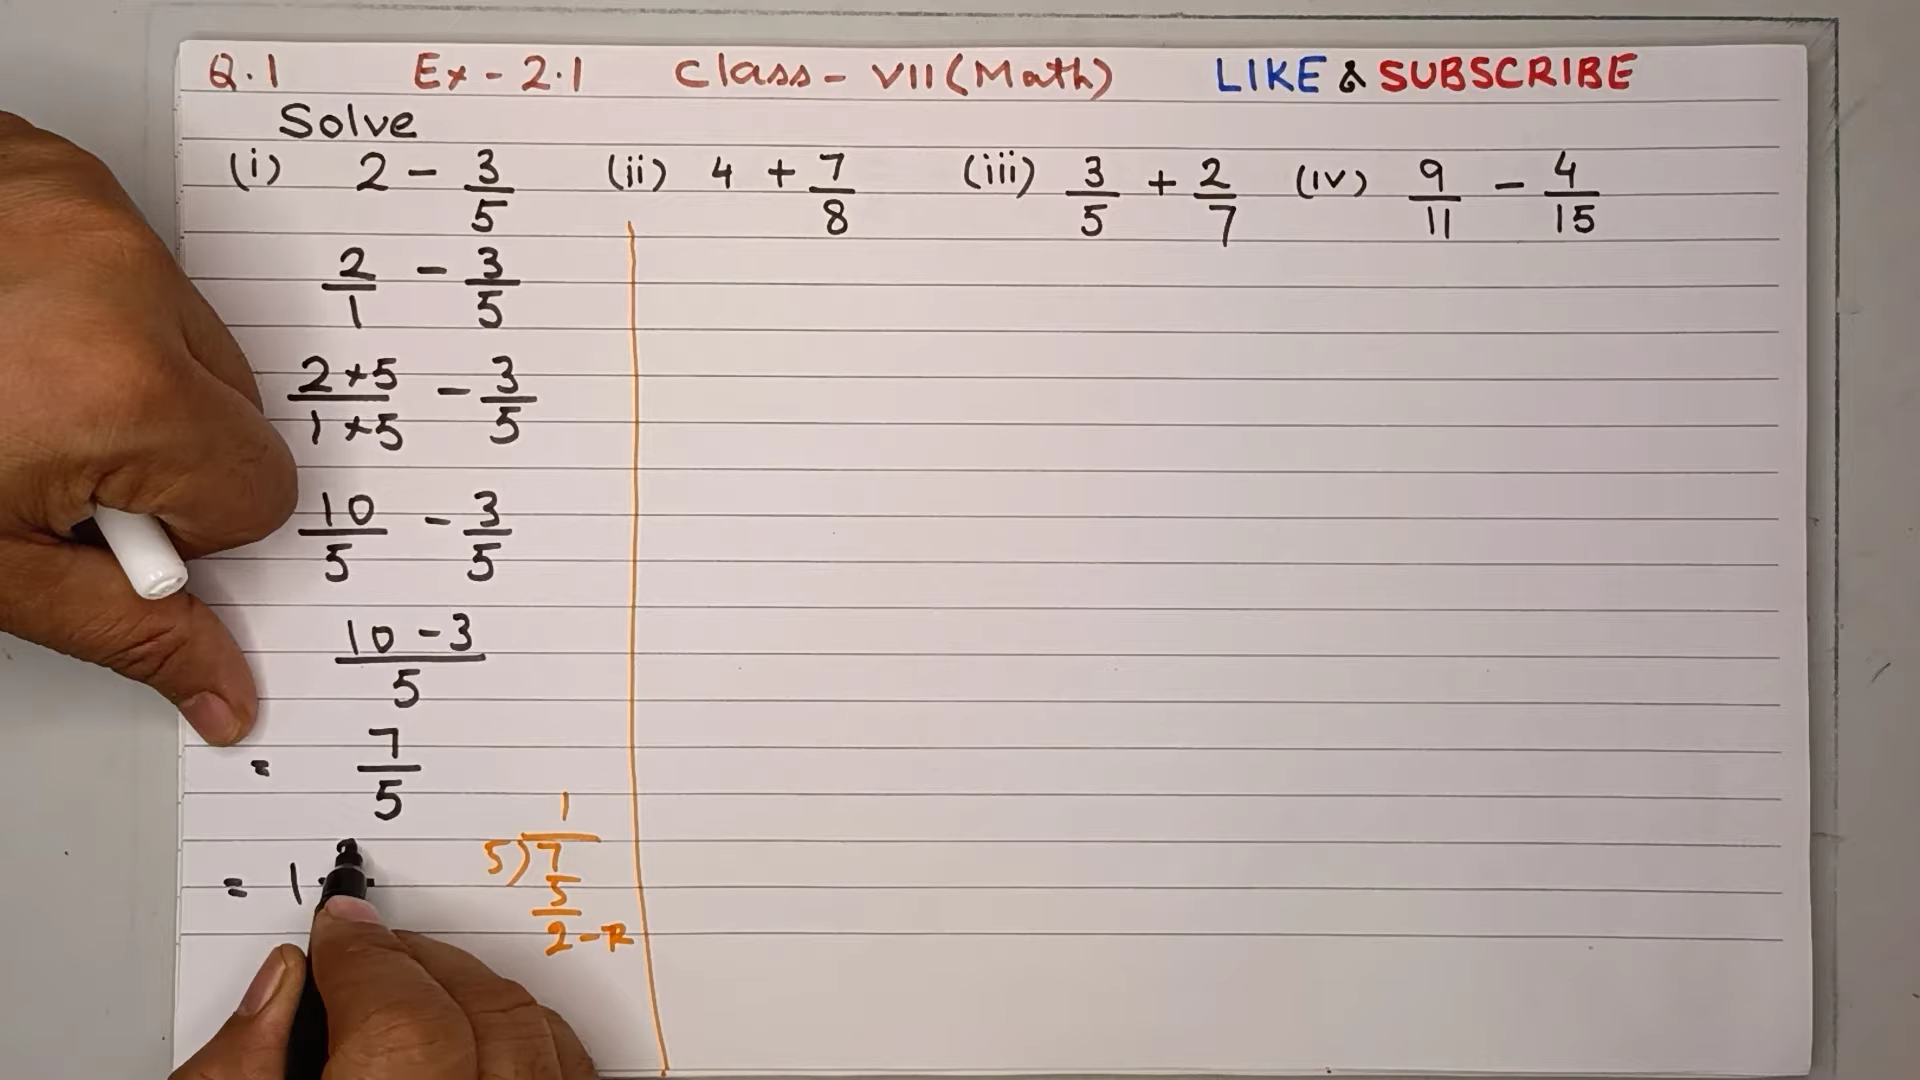 Q.1 Ex-2.1 Class-VII(Math) LIKE & SUBSCRIBE
Solve
(i) 2 - 3/5 (ii) 4 + 7/8 (iii) 3/5 + 2/7 (iv) 9/11 - 4/15
2/1 - 3/5
2×5/1×5 - 3/5
10/5 - 3/5
10-3/5
= 7/5
= 1
1
5)7
5
2-R